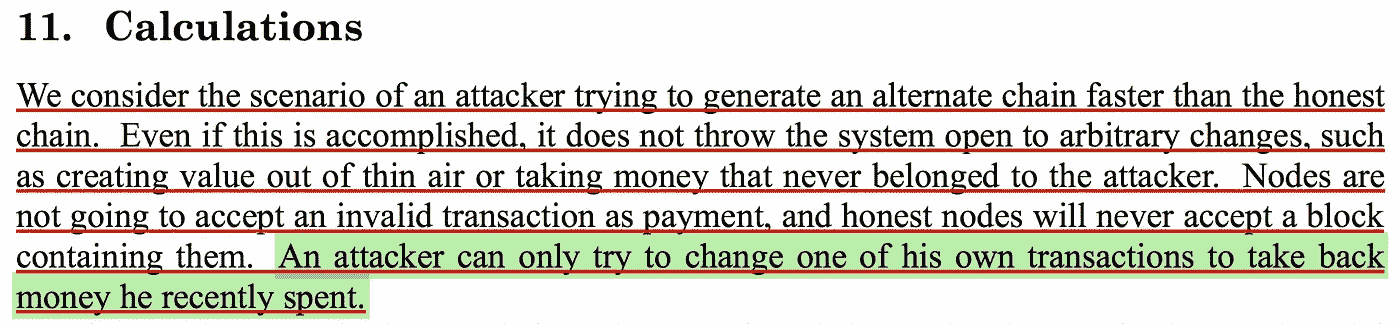 11. Calculations
We consider the scenario of an attacker trying to generate an alternate chain faster than the honest
chain. Even if this is accomplished, it does not throw the system open to arbitrary changes, such
as creating value out of thin air or taking money that never belonged to the attacker. Nodes are
not going to accept an invalid transaction as payment, and honest nodes will never accept a block
containing them. An attacker can only try to change one of his own transactions to take back
money he recently spent.